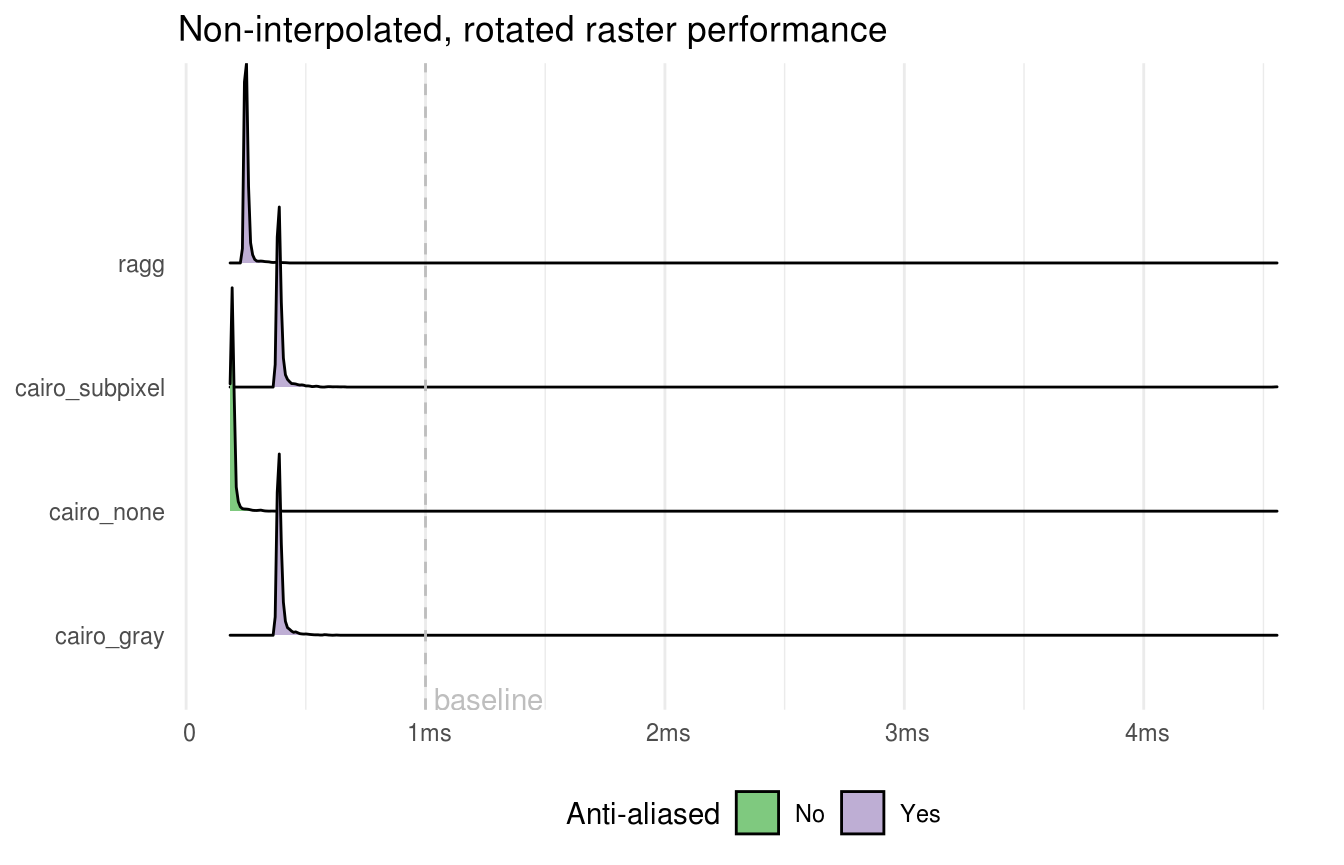 Non-interpolated, rotated raster performance
ragg
cairo_subpixel
cairo_none
cairo_gray
baseline
0 1ms 2ms 3ms 4ms
Anti-aliased No Yes